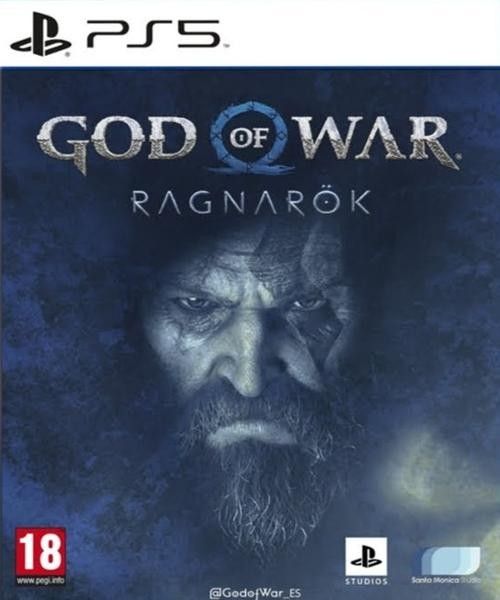 PS5
GOD OF WAR
RAGNARÖK
18
www.pegi.info
STUDIOS
Santa Monica Studio
@GodofWar_ES